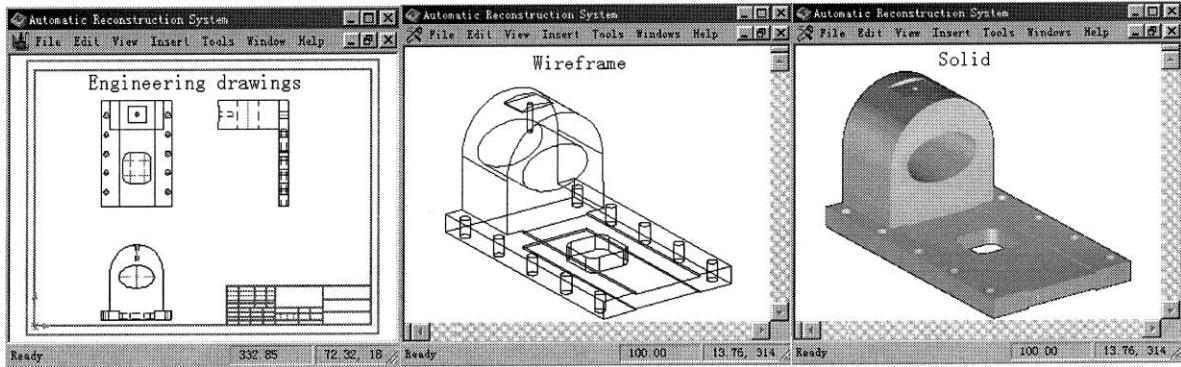 Automatic Reconstruction System
File Edit View Insert Tools Window Help
Engineering drawings
Ready 332.85 72.32, 18
Automatic Reconstruction System
File Edit View Insert Tools Windows Help
Wireframe
Ready 100.00 13.76, 314
Automatic Reconstruction System
File Edit View Insert Tools Windows Help
Solid
Ready 100 00 13.76, 314